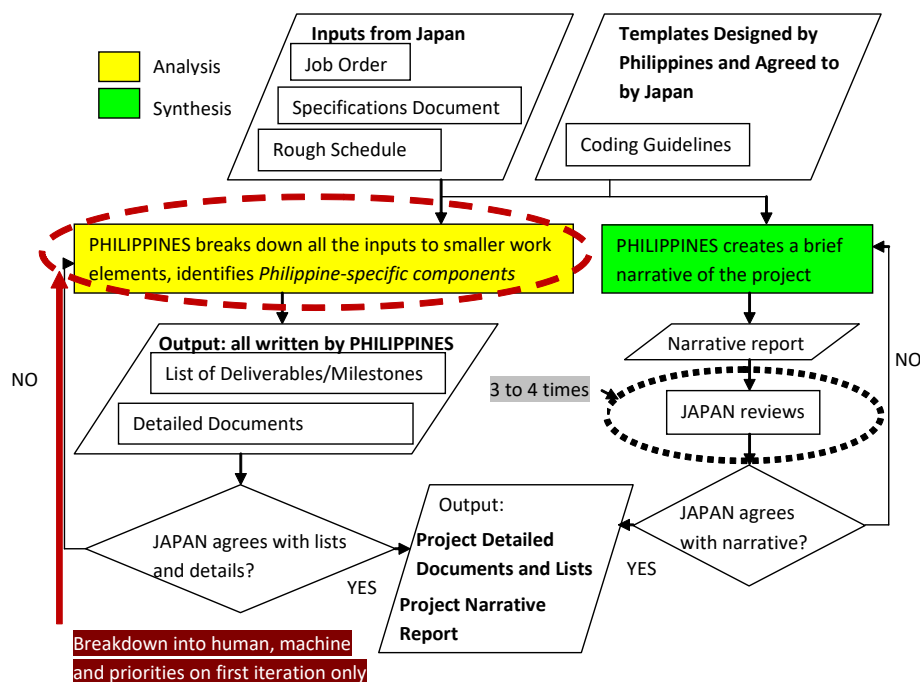 Inputs from Japan
Job Order
Specifications Document
Rough Schedule
Templates Designed by
Philippines and Agreed to
by Japan
Coding Guidelines
Analysis
Synthesis
PHILIPPINES breaks down all the inputs to smaller work
elements, identifies Philippine-specific components
PHILIPPINES creates a brief
narrative of the project
Output: all written by PHILIPPINES
List of Deliverables/Milestones
Detailed Documents
NO
Narrative report
NO
3 to 4 times
JAPAN reviews
JAPAN agrees with lists
and details?
YES
Output:
Project Detailed
Documents and Lists
Project Narrative
Report
JAPAN agrees
with narrative?
YES
Breakdown into human, machine
and priorities on first iteration only